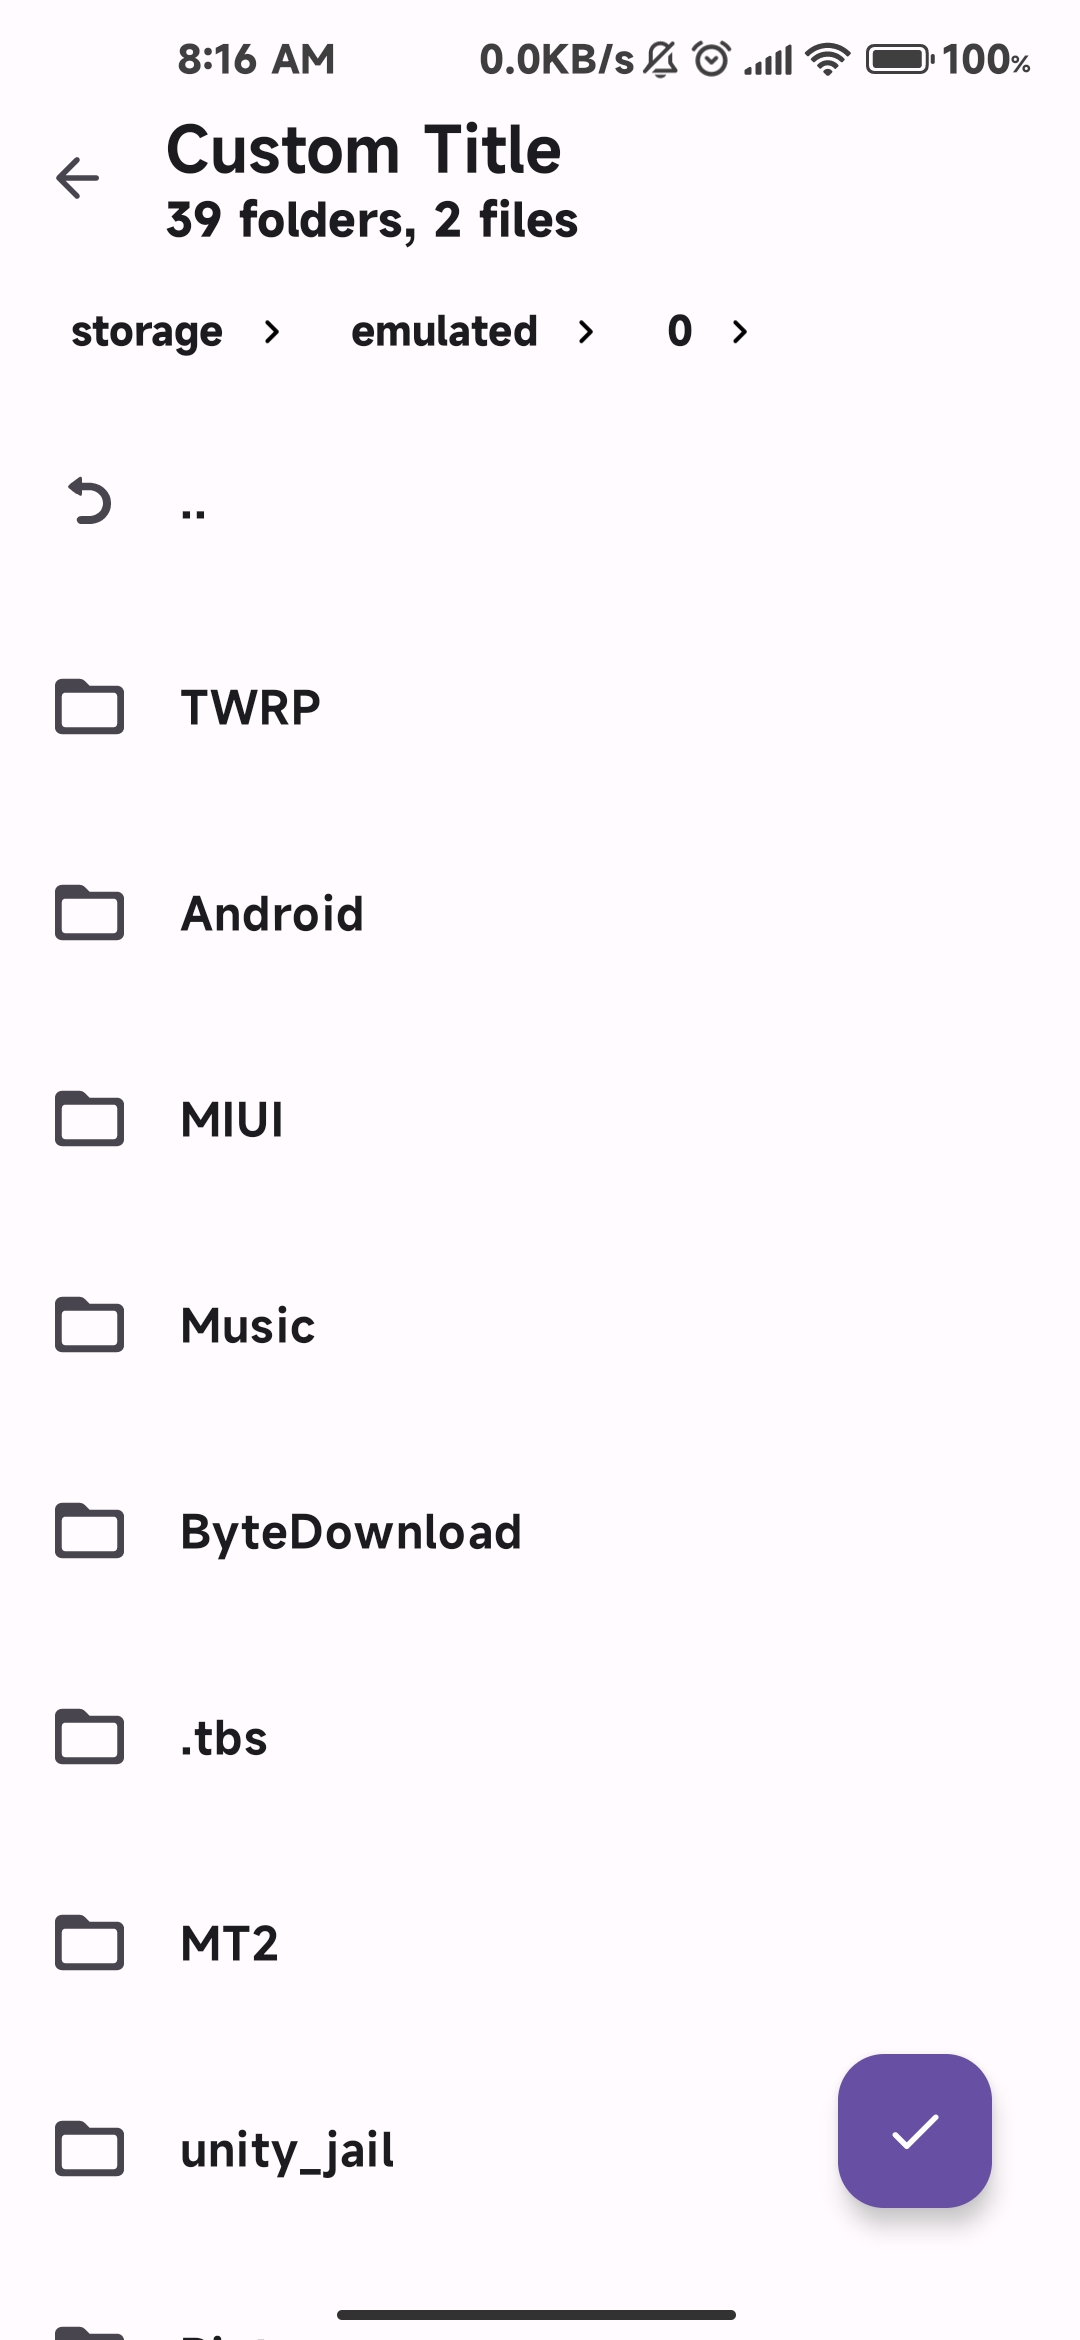 8:16 AM 0.0KB/s 100%
Custom Title
39 folders, 2 files
storage emulated 0
..
TWRP
Android
MIUI
Music
ByteDownload
.tbs
MT2
unity_jail